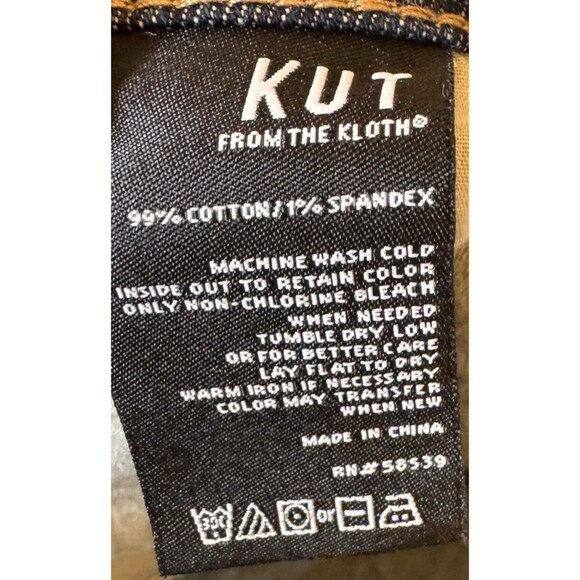 KUT
FROM THE KLOTH®
99% COTTON/1% SPANDEX
MACHINE WASH COLD
INSIDE OUT TO RETAIN COLOR
ONLY NON-CHLORINE BLEACH
WHEN NEEDED
TUMBLE DRY LOW
OR FOR BETTER CARE
LAY FLAT TO DRY
WARM IRON IF NECESSARY
COLOR MAY TRANSFER
WHEN NEW
MADE IN CHINA
RN#58539
30C or